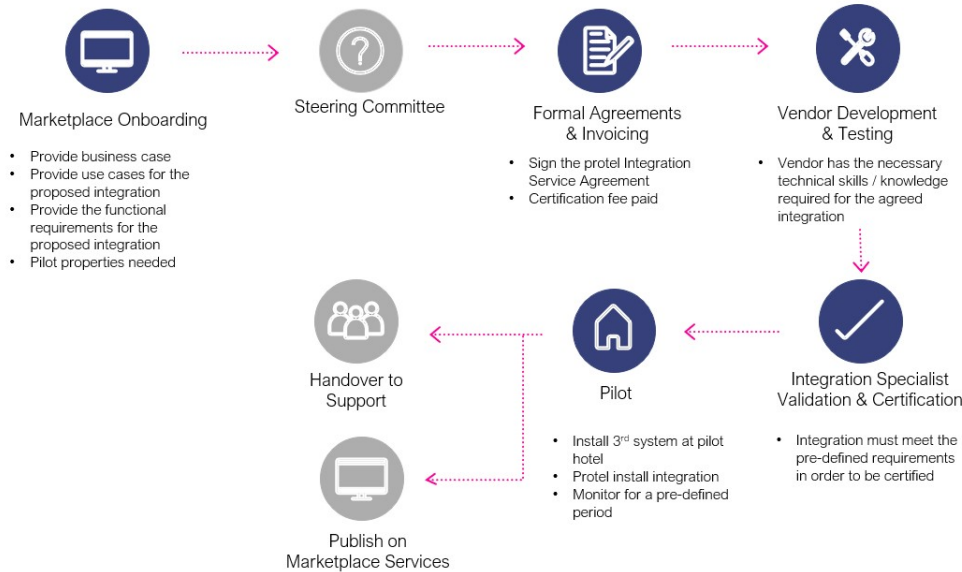 Marketplace Onboarding
• Provide business case
• Provide use cases for the
proposed integration
• Provide the functional
requirements for the
proposed integration
• Pilot properties needed
?
Steering Committee
Formal Agreements
& Invoicing
• Sign the protel Integration
Service Agreement
• Certification fee paid
Vendor Development
& Testing
• Vendor has the necessary
technical skills / knowledge
required for the agreed
integration
Integration Specialist
Validation & Certification
• Integration must meet the
pre-defined requirements
in order to be certified
Pilot
• Install 3rd system at pilot
hotel
• Protel install integration
• Monitor for a pre-defined
period
Handover to
Support
Publish on
Marketplace Services